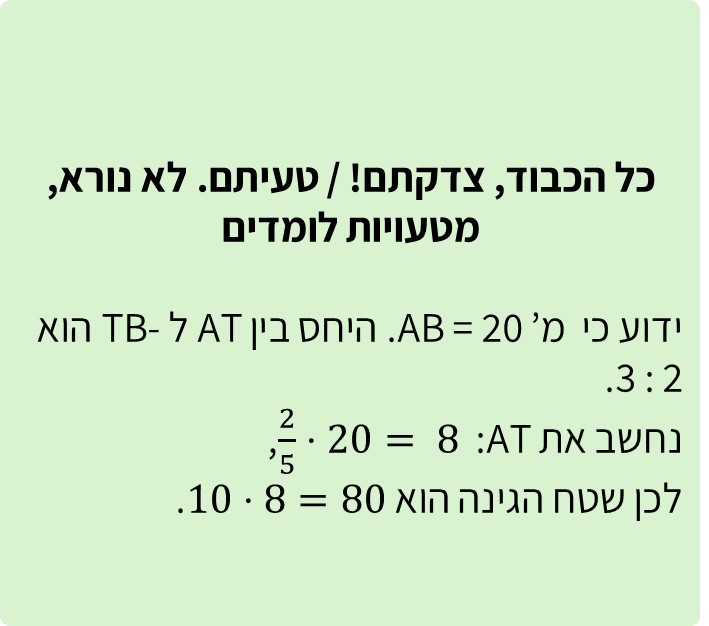 כל הכבוד, צדקתם! / טעיתם. לא נורא,
מטעויות לומדים
ידוע כי מ’ AB = 20. היחס בין AT ל -TB הוא
2 : 3.
נחשב את AT: 2/5 · 20 = 8,
לכן שטח הגינה הוא 10 · 8 = 80.